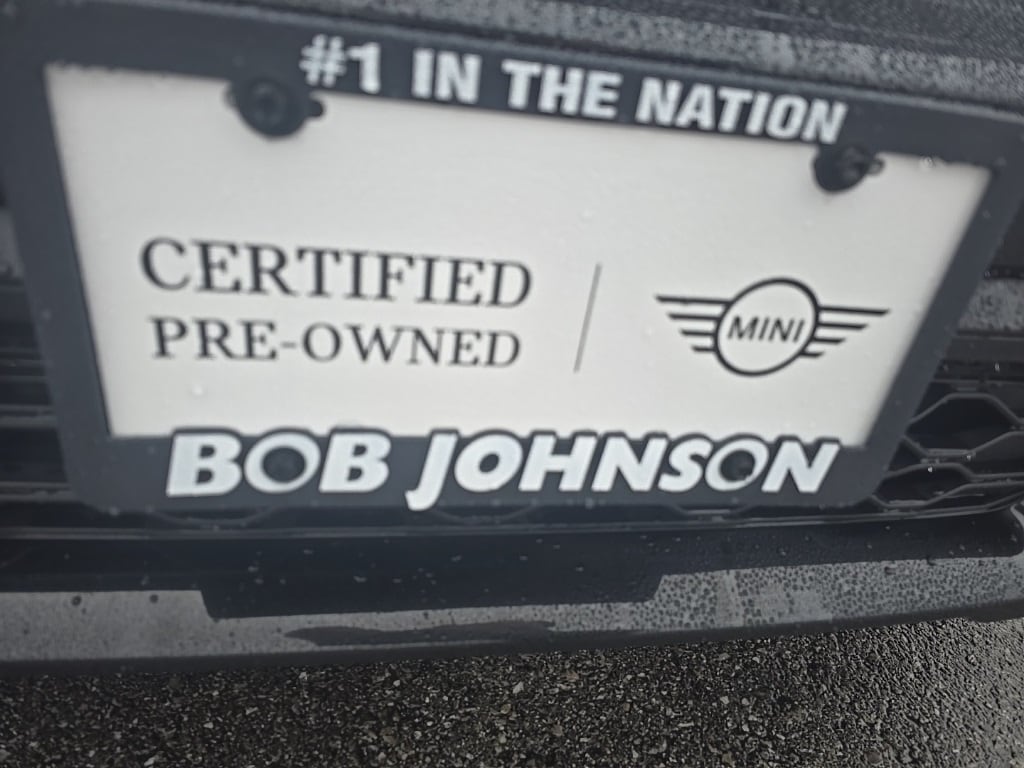 #1 IN THE NATION
CERTIFIED
PRE-OWNED
MINI
BOB JOHNSON